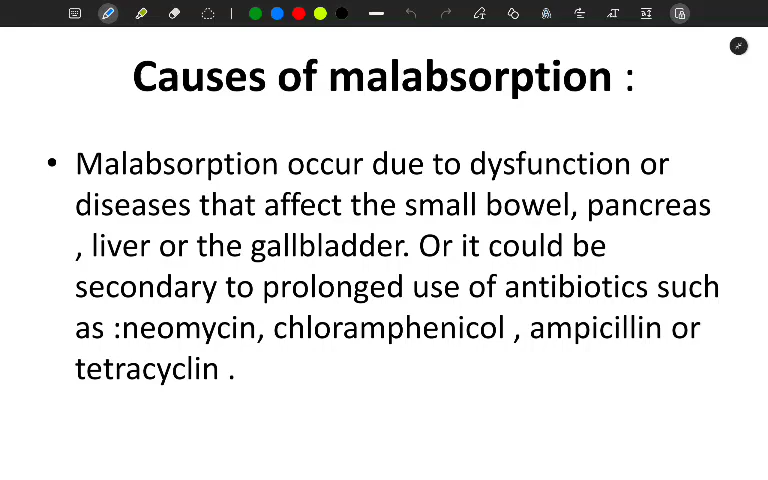 Causes of malabsorption :
• Malabsorption occur due to dysfunction or
diseases that affect the small bowel, pancreas
, liver or the gallbladder. Or it could be
secondary to prolonged use of antibiotics such
as :neomycin, chloramphenicol , ampicillin or
tetracyclin .